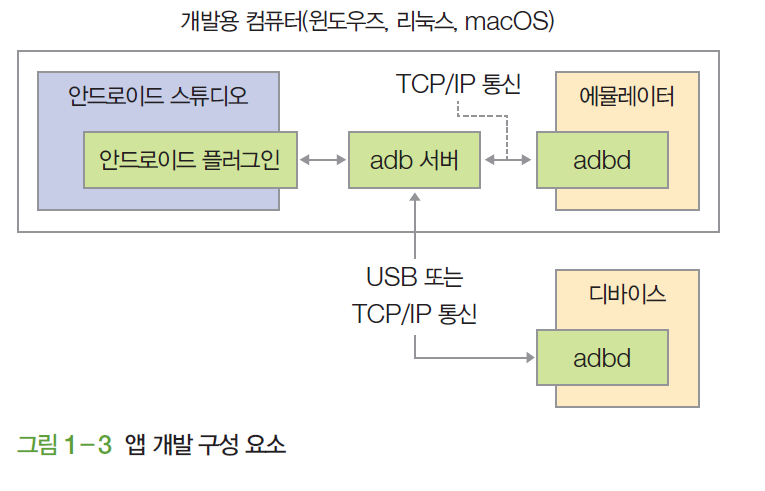 개발용 컴퓨터(윈도우즈, 리눅스, macOS)
안드로이드 스튜디오
TCP/IP 통신
에뮬레이터
안드로이드 플러그인
adb 서버
adbd
USB 또는
TCP/IP 통신
디바이스
adbd
그림 1-3 앱 개발 구성 요소